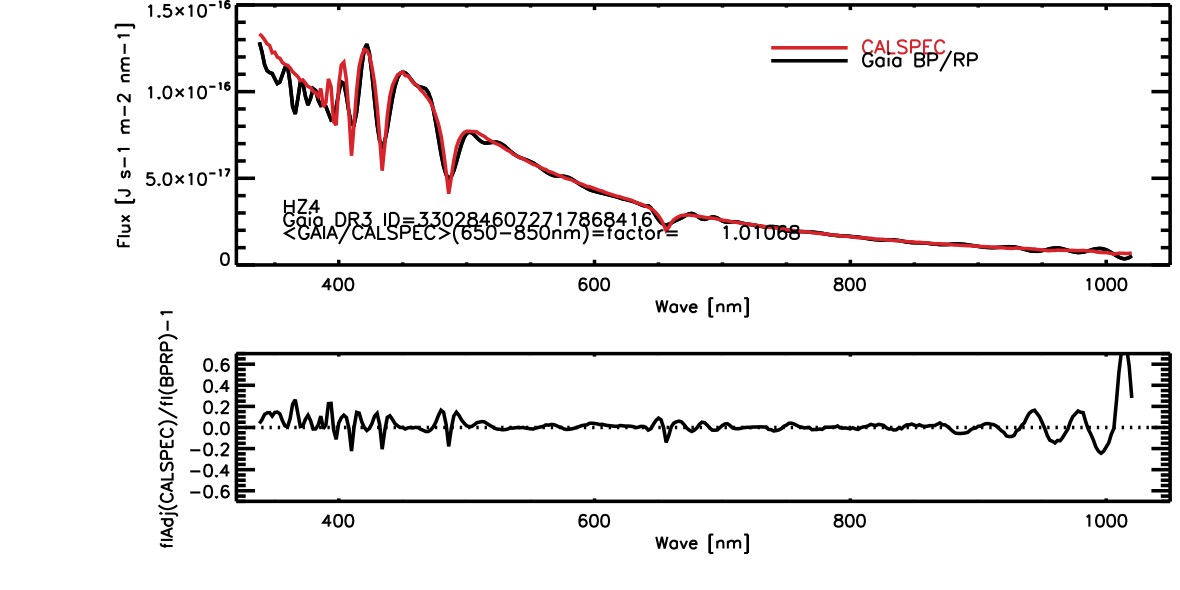 1.5×10−16
1.0×10−16
5.0×10−17
0
Flux [J s−1 m−2 nm−1]
CALSPEC
Gaia BP/RP
HZ4
Gaia DR3 ID=3302846072717868416
<GAIA/CALSPEC>(650−850nm)=factor= 1.01068
400 600 800 1000
Wave [nm]
flAdj(CALSPEC)/fl(BPRP)−1
0.6
0.4
0.2
0.0
−0.2
−0.4
−0.6
400 600 800 1000
Wave [nm]